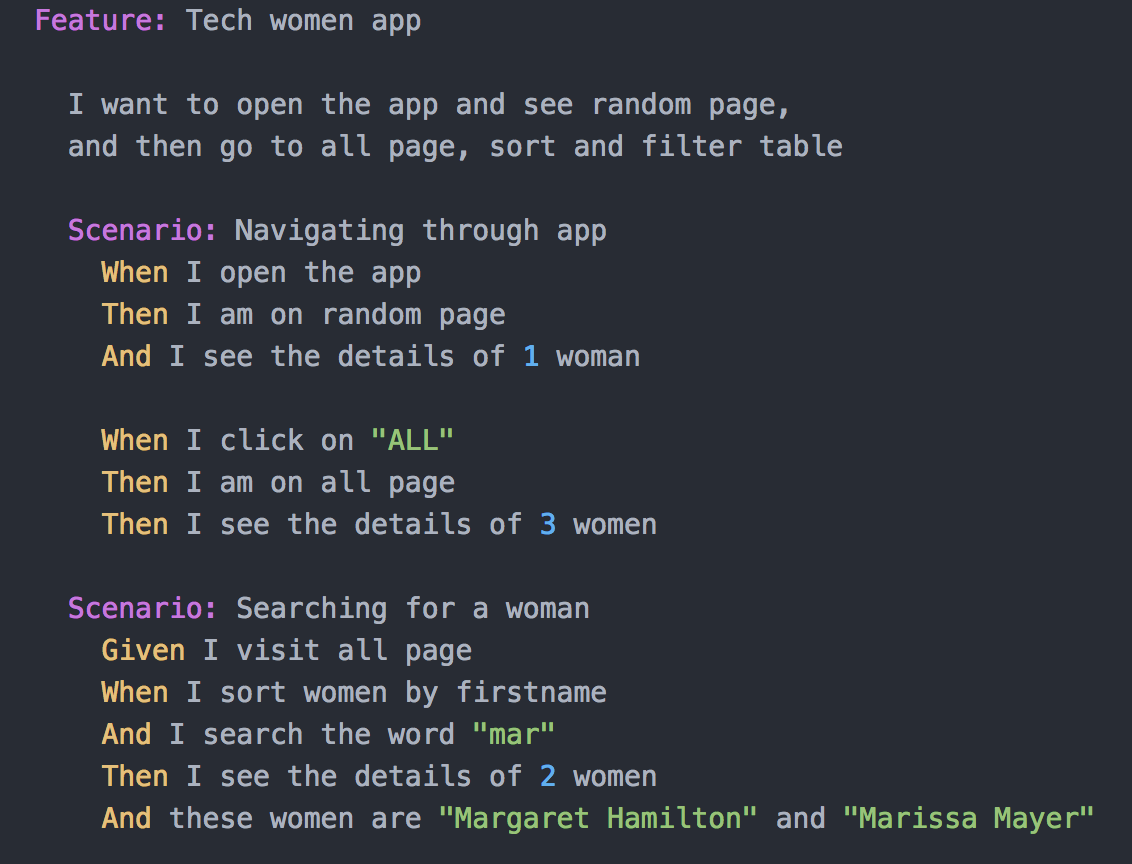 Feature: Tech women app
I want to open the app and see random page,
and then go to all page, sort and filter table
Scenario: Navigating through app
When I open the app
Then I am on random page
And I see the details of 1 woman
When I click on "ALL"
Then I am on all page
Then I see the details of 3 women
Scenario: Searching for a woman
Given I visit all page
When I sort women by firstname
And I search the word "mar"
Then I see the details of 2 women
And these women are "Margaret Hamilton" and "Marissa Mayer"